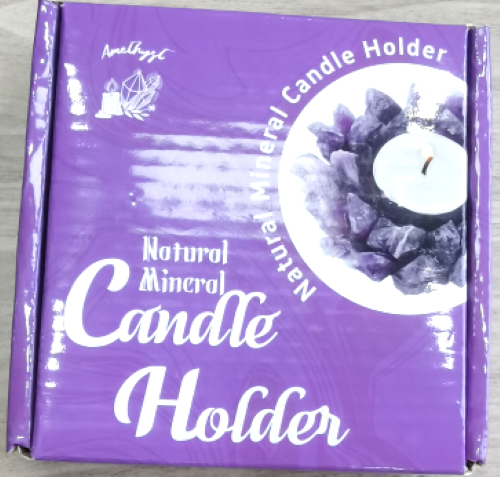 Amethyst
Natural Mineral Candle Holder
Natural
Mineral
Candle
Holder